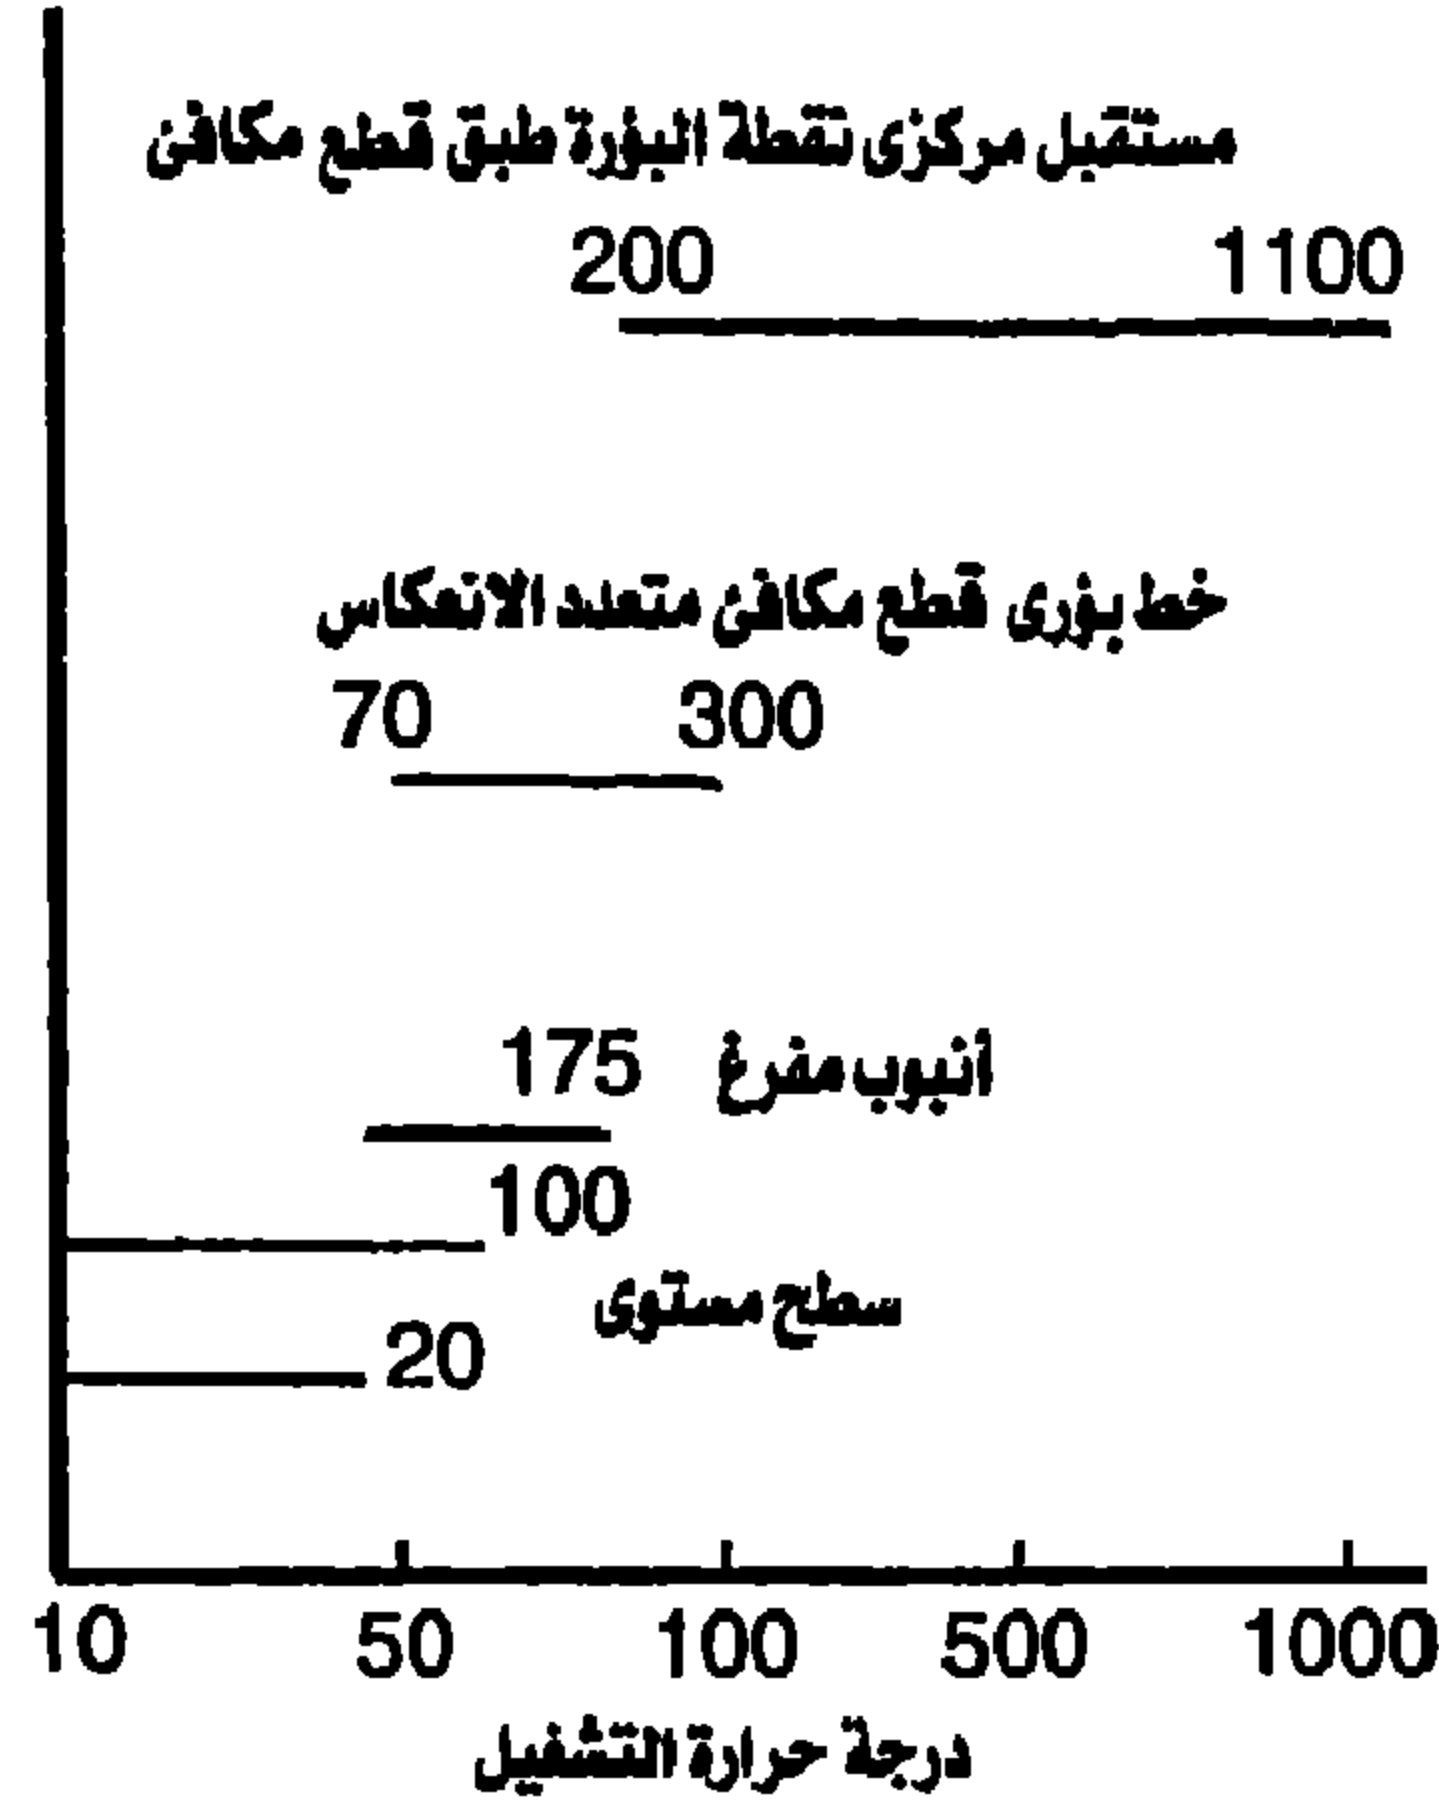 مستقبل مركزى نقطة البؤرة طبق قطع مكافئ
200 1100
خط بؤرى قطع مكافئ متعدد الانعكاس
70 300
175 أنبوب مفرغ
100
سطح مستوى
20
10 50 100 500 1000
درجة حرارة التشغيل